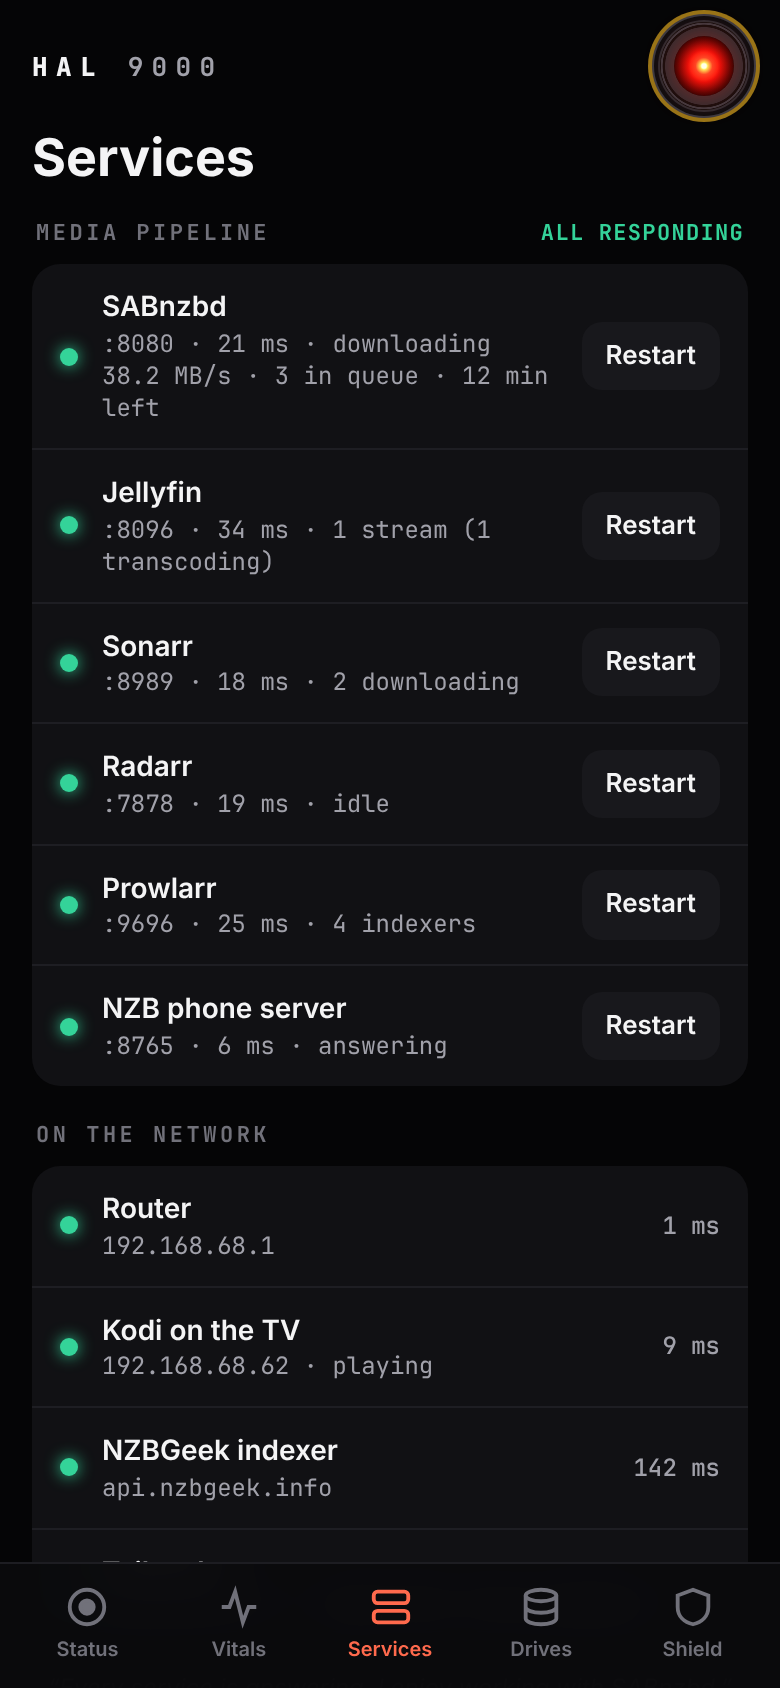 HAL 9000
Services
MEDIA PIPELINE ALL RESPONDING
SABnzbd
:8080 · 21 ms · downloading
38.2 MB/s · 3 in queue · 12 min
left
Restart
Jellyfin
:8096 · 34 ms · 1 stream (1
transcoding)
Restart
Sonarr
:8989 · 18 ms · 2 downloading
Restart
Radarr
:7878 · 19 ms · idle
Restart
Prowlarr
:9696 · 25 ms · 4 indexers
Restart
NZB phone server
:8765 · 6 ms · answering
Restart
ON THE NETWORK
Router
192.168.68.1
1 ms
Kodi on the TV
192.168.68.62 · playing
9 ms
NZBGeek indexer
api.nzbgeek.info
142 ms
Status Vitals Services Drives Shield